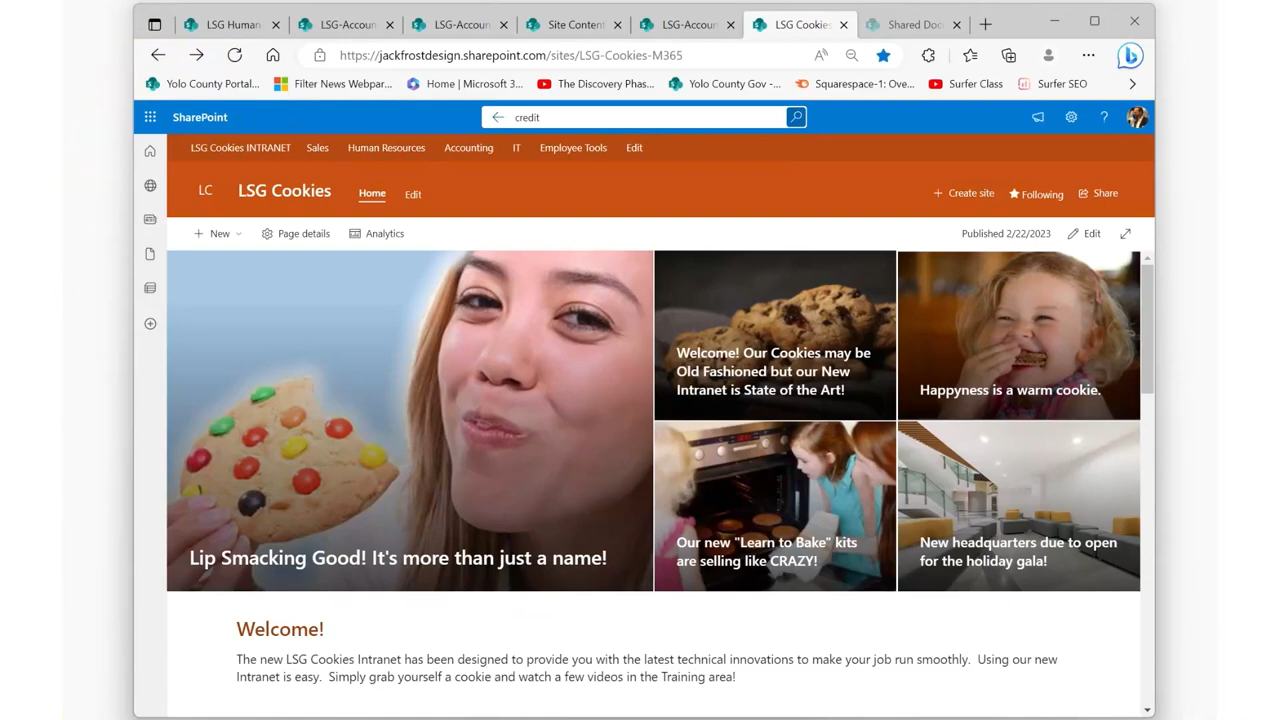 LSG Human
LSG-Accoun
LSG-Accoun
Site Content
LSG-Accoun
LSG Cookies
Shared Doc
https://jackfrostdesign.sharepoint.com/sites/LSG-Cookies-M365
Yolo County Portal...
Filter News Webpar...
Home | Microsoft 3...
The Discovery Phas...
Yolo County Gov -...
Squarespace-1: Ove...
Surfer Class
Surfer SEO
SharePoint
credit
LSG Cookies INTRANET Sales Human Resources Accounting IT Employee Tools Edit
LC LSG Cookies Home Edit
+ Create site Following Share
+ New Page details Analytics
Published 2/22/2023 Edit
Lip Smacking Good! It's more than just a name!
Welcome! Our Cookies may be
Old Fashioned but our New
Intranet is State of the Art!
Happyness is a warm cookie.
Our new "Learn to Bake" kits
are selling like CRAZY!
New headquarters due to open
for the holiday gala!
Welcome!
The new LSG Cookies Intranet has been designed to provide you with the latest technical innovations to make your job run smoothly. Using our new
Intranet is easy. Simply grab yourself a cookie and watch a few videos in the Training area!